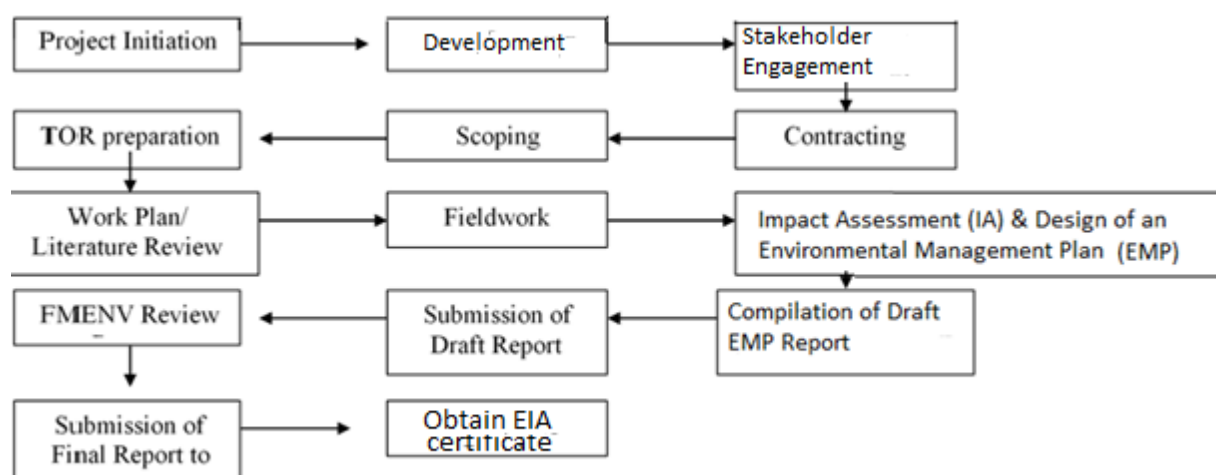 Project Initiation
Development
Stakeholder
Engagement
Contracting
Scoping
TOR preparation
Work Plan/
Literature Review
Fieldwork
Impact Assessment (IA) & Design of an
Environmental Management Plan (EMP)
Compilation of Draft
EMP Report
Submission of
Draft Report
FMENV Review
Submission of
Final Report to
Obtain EIA
certificate